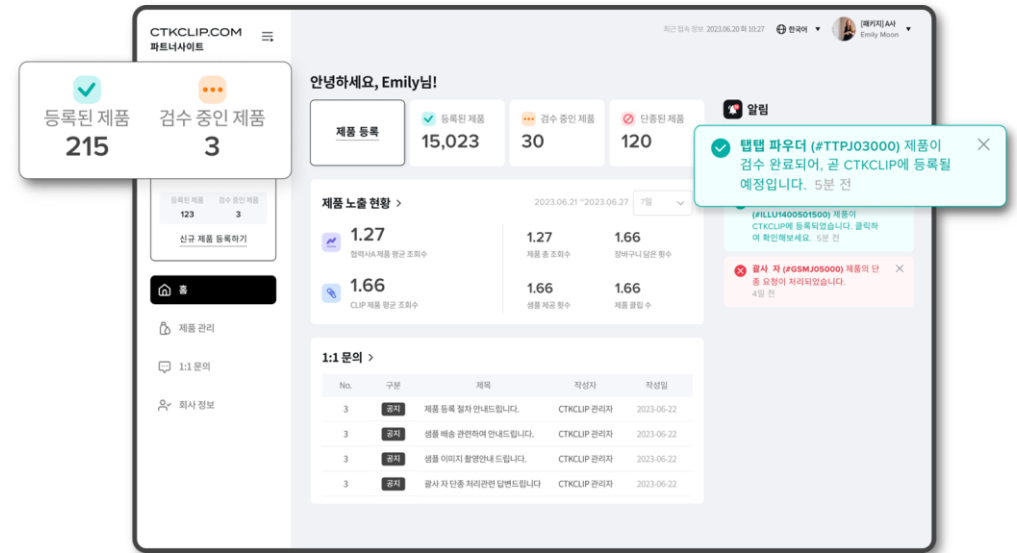 CTKCLIP.COM
파트너사이트
최근 접속 정보 2023.06.20 화 10:27
한국어
[패키지] A사
Emily Moon
등록된 제품
215
검수 중인 제품
3
등록된 제품
123
검수 중인 제품
3
신규 제품 등록하기
홈
제품 관리
1:1 문의
회사 정보
안녕하세요, Emily님!
제품 등록
등록된 제품
15,023
검수 중인 제품
30
단종된 제품
120
제품 노출 현황 >
2023.06.21 ~2023.06.27
7일
1.27
협력사A 제품 평균 조회수
1.66
CLIP 제품 평균 조회수
1.27
제품 총 조회수
1.66
장바구니 담은 횟수
1.66
샘플 제공 횟수
1.66
제품 클립 수
1:1 문의 >
No. 구분 제목 작성자 작성일
3 공지 제품 등록 절차 안내드립니다. CTKCLIP 관리자 2023-06-22
3 공지 샘플 배송 관련하여 안내드립니다. CTKCLIP 관리자 2023-06-22
3 공지 샘플 이미지 촬영안내 드립니다. CTKCLIP 관리자 2023-06-22
3 공지 괄사 자 단종 처리관련 답변드립니다 CTKCLIP 관리자 2023-06-22
알림
탭탭 파우더 (#TTPJ03000) 제품이
검수 완료되어, 곧 CTKCLIP에 등록될
예정입니다. 5분 전
(#ILLU1400501500) 제품이
CTKCLIP에 등록되었습니다. 클릭하
여 확인해보세요. 5분 전
괄사 자 (#GSMJ05000) 제품의 단
종 요청이 처리되었습니다.
4일 전